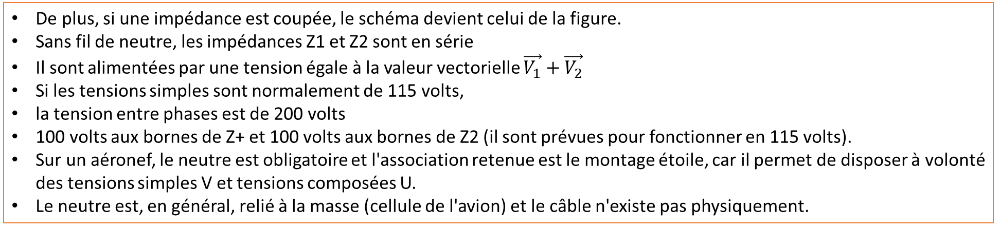 • De plus, si une impédance est coupée, le schéma devient celui de la figure.
• Sans fil de neutre, les impédances Z1 et Z2 sont en série
• Il sont alimentées par une tension égale à la valeur vectorielle $\overrightarrow{V_1} + \overrightarrow{V_2}$
• Si les tensions simples sont normalement de 115 volts,
• la tension entre phases est de 200 volts
• 100 volts aux bornes de Z+ et 100 volts aux bornes de Z2 (il sont prévues pour fonctionner en 115 volts).
• Sur un aéronef, le neutre est obligatoire et l'association retenue est le montage étoile, car il permet de disposer à volonté
des tensions simples V et tensions composées U.
• Le neutre est, en général, relié à la masse (cellule de l'avion) et le câble n'existe pas physiquement.